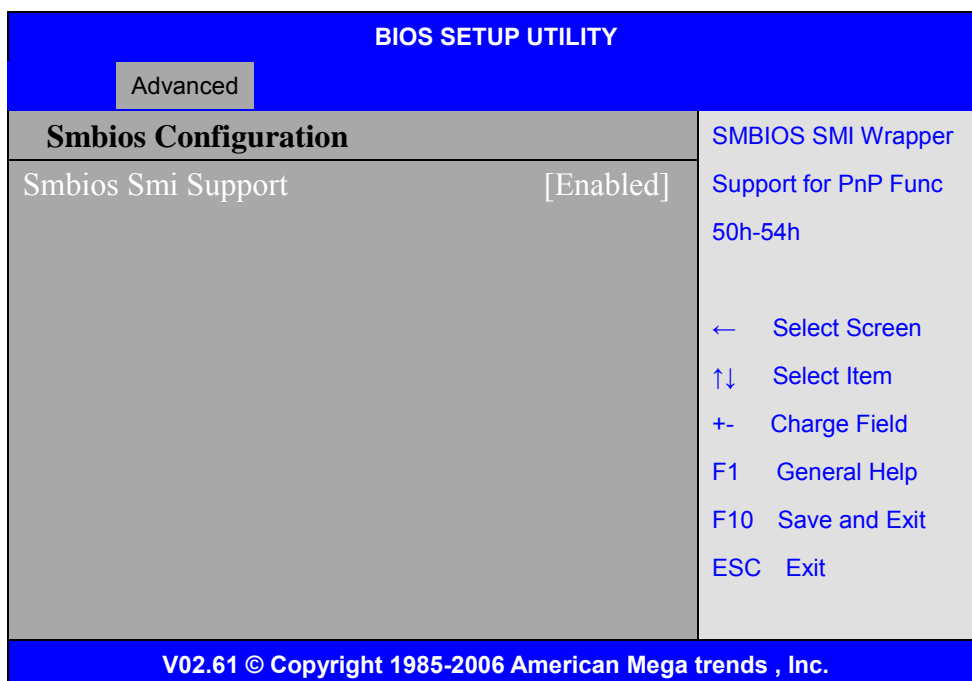 BIOS SETUP UTILITY
Advanced
Smbios Configuration
Smbios Smi Support [Enabled]
SMBIOS SMI Wrapper
Support for PnP Func
50h-54h
← Select Screen
↑↓ Select Item
+- Charge Field
F1 General Help
F10 Save and Exit
ESC Exit
V02.61 © Copyright 1985-2006 American Mega trends , Inc.